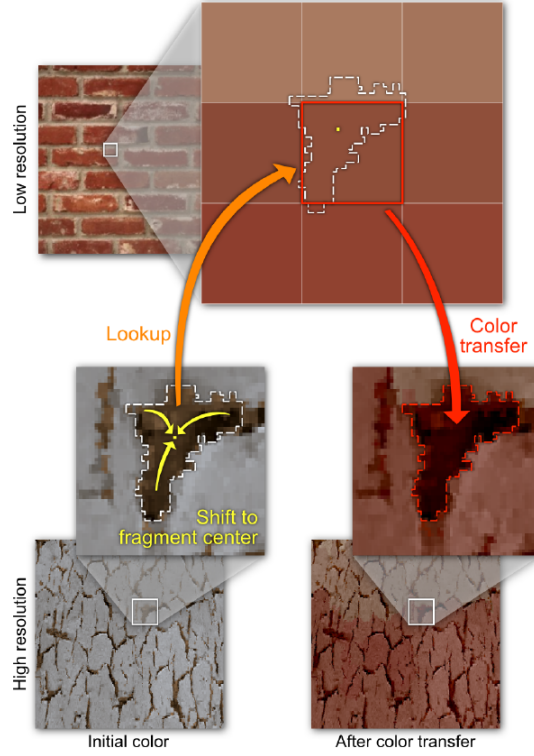 Low resolution
Lookup
Color
transfer
Shift to
fragment center
High resolution
Initial color
After color transfer